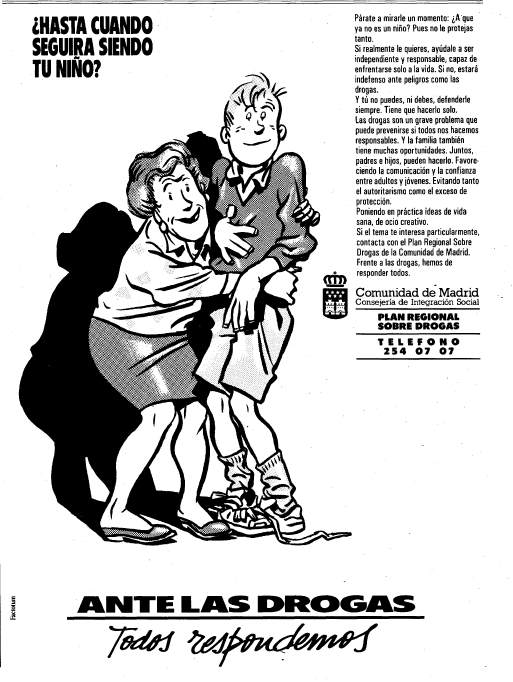 ¿HASTA CUANDO
SEGUIRA SIENDO
TU NIÑO?
Párate a mirarle un momento: ¿A que
ya no es un niño? Pues no le protejas
tanto.
Si realmente le quieres, ayúdale a ser
independiente y responsable, capaz de
enfrentarse solo a la vida. Si no, estará
indefenso ante peligros como las
drogas.
Y tú no puedes, ni debes, defenderle
siempre. Tiene que hacerlo solo.
Las drogas son un grave problema que
puede prevenirse si todos nos hacemos
responsables. Y la familia también
tiene muchas oportunidades. Juntos,
padres e hijos, pueden hacerlo. Favore-
ciendo la comunicación y la confianza
entre adultos y jóvenes. Evitando tanto
el autoritarismo como el exceso de
protección.
Poniendo en práctica ideas de vida
sana, de ocio creativo.
Si el tema te interesa particularmente,
contacta con el Plan Regional Sobre
Drogas de la Comunidad de Madrid.
Frente a las drogas, hemos de
responder todos.
Comunidad de Madrid
Consejería de Integración Social
PLAN REGIONAL
SOBRE DROGAS
TELEFONO
254 07 07
Factotum
ANTE LAS DROGAS
Todos respondemos